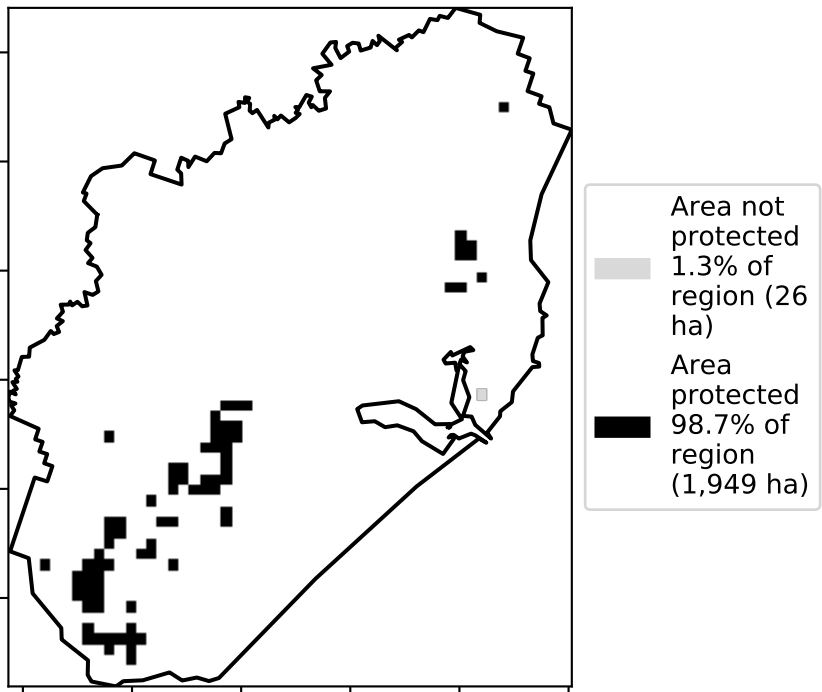 Area not
protected
1.3% of
region (26
ha)
Area
protected
98.7% of
region
(1,949 ha)